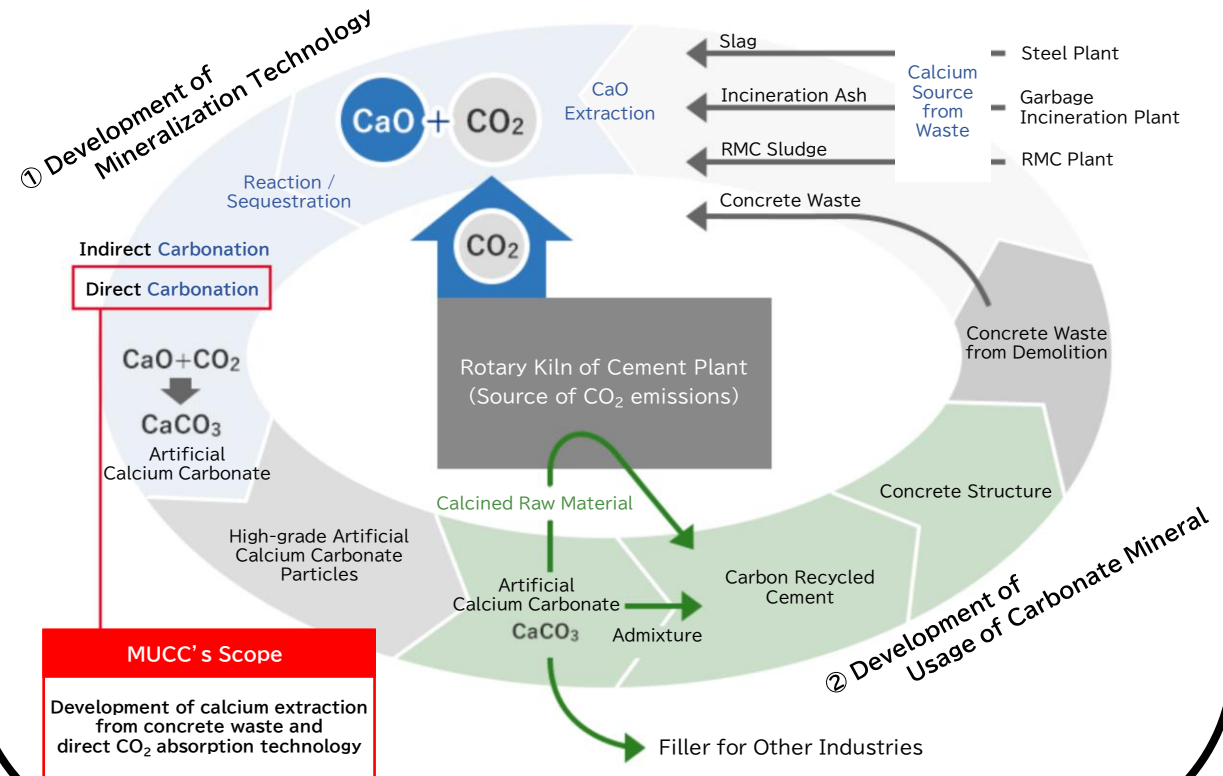 ① Development of
Mineralization Technology
Slag
Steel Plant
Calcium
Source
from
Waste
CaO
Extraction
Incineration Ash
Garbage
Incineration Plant
CaO + CO₂
RMC Sludge
RMC Plant
Reaction /
Sequestration
Concrete Waste
CO₂
Indirect Carbonation
Direct Carbonation
Concrete Waste
from Demolition
CaO+CO₂
CaCO₃
Artificial
Calcium Carbonate
Rotary Kiln of Cement Plant
(Source of CO₂ emissions)
Calcined Raw Material
Concrete Structure
High-grade Artificial
Calcium Carbonate
Particles
Artificial
Calcium Carbonate
CaCO₃
Admixture
Carbon Recycled
Cement
② Development of
Usage of Carbonate Mineral
MUCC's Scope
Development of calcium extraction
from concrete waste and
direct CO₂ absorption technology
Filler for Other Industries